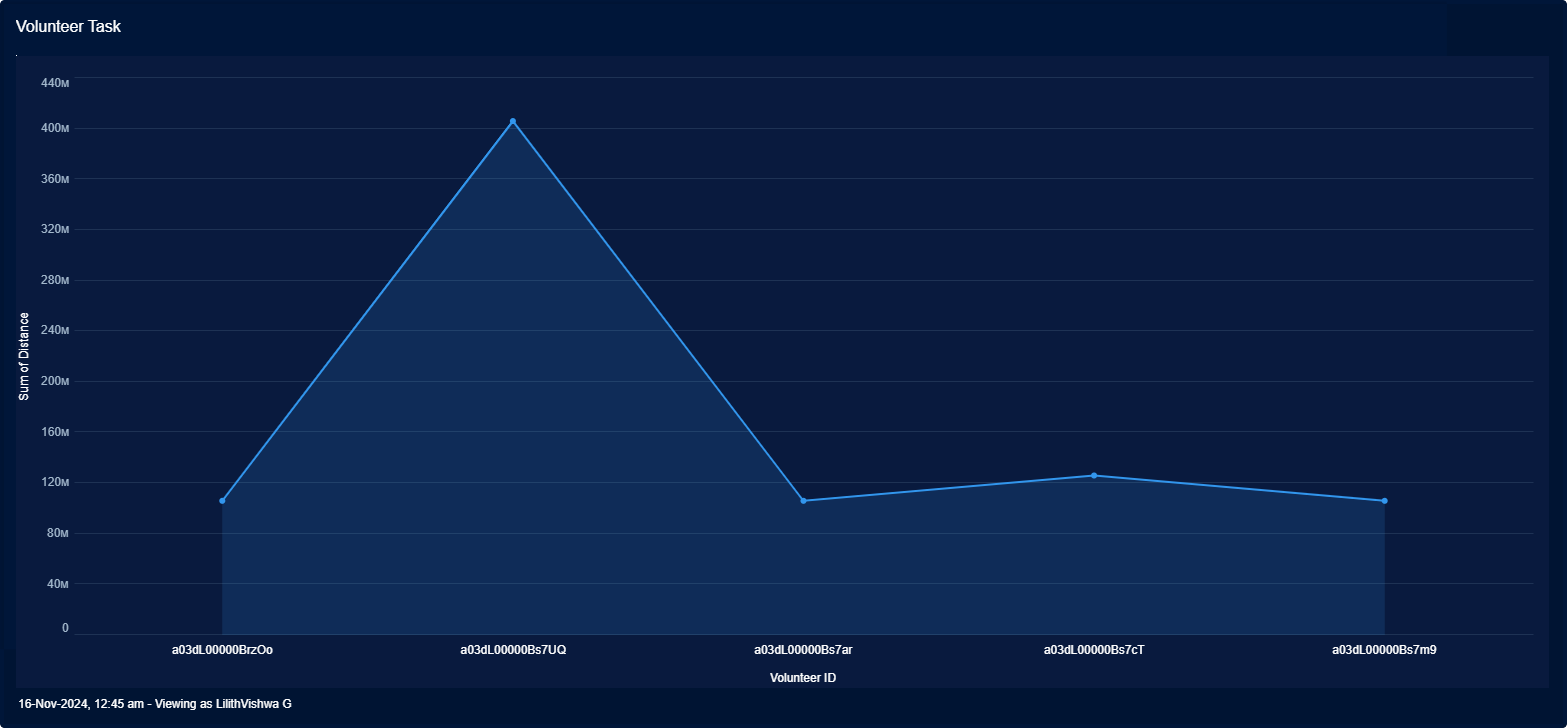 Volunteer Task
440M
400M
360M
320M
280M
240M
200M
160M
120M
80M
40M
0
Sum of Distance
a03dL00000BrzOo
a03dL00000Bs7UQ
a03dL00000Bs7ar
a03dL00000Bs7cT
a03dL00000Bs7m9
Volunteer ID
16-Nov-2024, 12:45 am - Viewing as LilithVishwa G